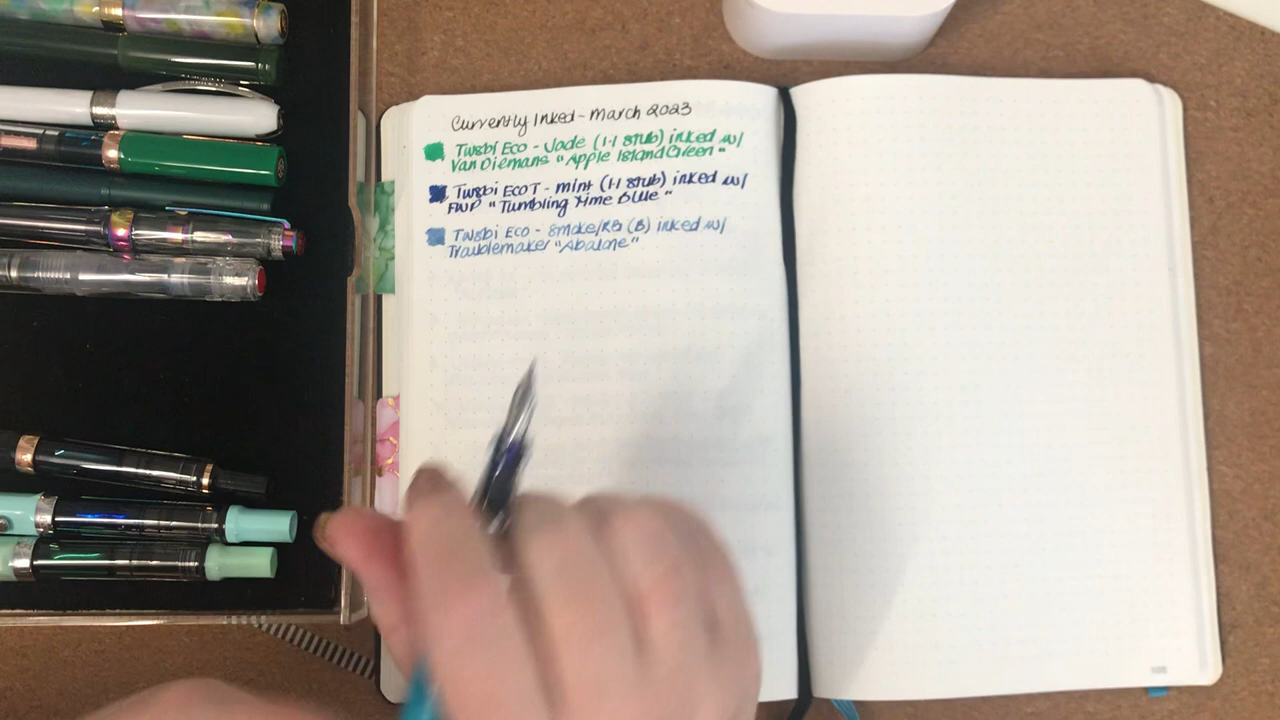 Currently Inked - March 2023
Twsbi Eco - Jade (1.1 Stub) inked w/
Van Diemans "Apple Island Green"
Twsbi ECO T - mint (1.1 Stub) inked w/
FWP "Tumbling Time Blue"
Twsbi Eco - Smoke/RG (B) inked w/
Troublemaker "Abalone"